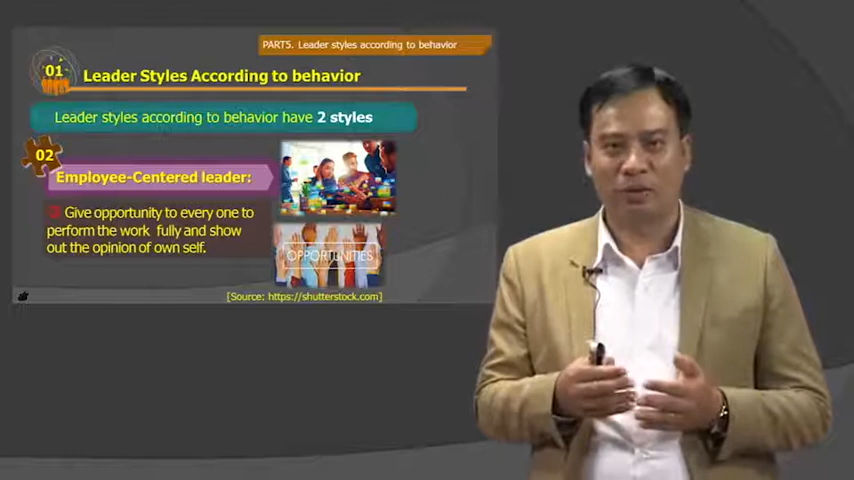 PART5. Leader styles according to behavior
01
Leader Styles According to behavior
Leader styles according to behavior have 2 styles
02
Employee-Centered leader:
Give opportunity to every one to
perform the work fully and show
out the opinion of own self.
OPPORTUNITIES
[Source: https://shutterstock.com]